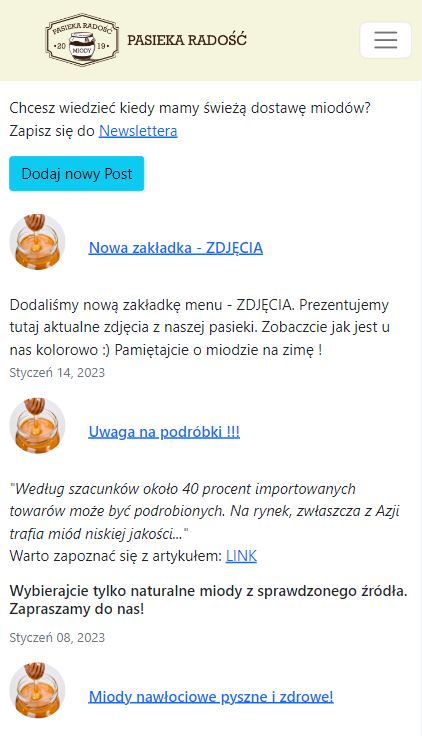 PASIEKA RADOŚĆ
20 19
MIODY
PASIEKA RADOŚĆ
Chcesz wiedzieć kiedy mamy świeżą dostawę miodów?
Zapisz się do Newslettera
Dodaj nowy Post
Nowa zakładka - ZDJĘCIA
Dodaliśmy nową zakładkę menu - ZDJĘCIA. Prezentujemy
tutaj aktualne zdjęcia z naszej pasieki. Zobaczcie jak jest u
nas kolorowo :) Pamiętajcie o miodzie na zimę !
Styczeń 14, 2023
Uwaga na podróbki !!!
"Według szacunków około 40 procent importowanych
towarów może być podrobionych. Na rynek, zwłaszcza z Azji
trafia miód niskiej jakości..."
Warto zapoznać się z artykułem: LINK
Wybierajcie tylko naturalne miody z sprawdzonego źródła.
Zapraszamy do nas!
Styczeń 08, 2023
Miody nawłociowe pyszne i zdrowe!